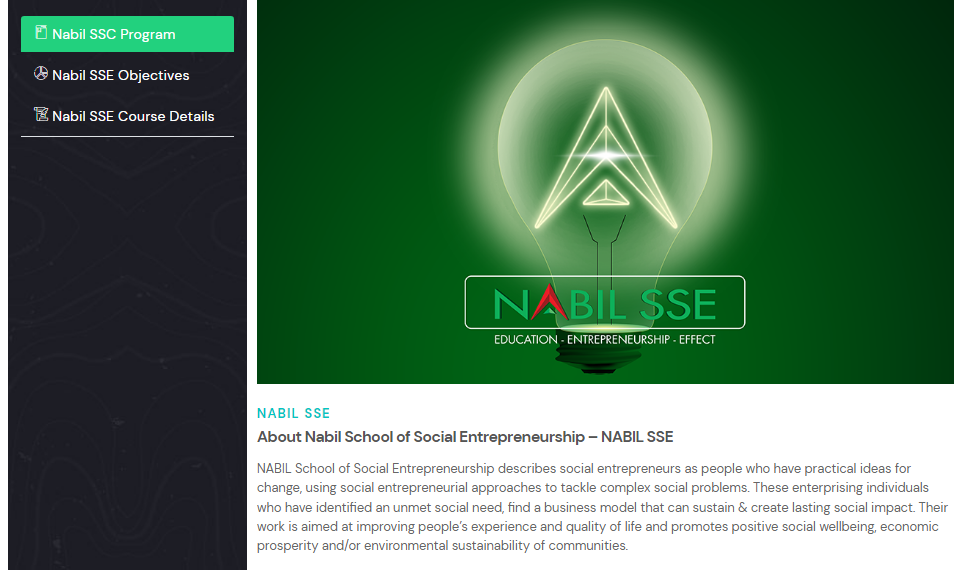 Nabil SSC Program
Nabil SSE Objectives
Nabil SSE Course Details
NABIL SSE
EDUCATION - ENTREPRENEURSHIP - EFFECT
NABIL SSE
About Nabil School of Social Entrepreneurship – NABIL SSE
NABIL School of Social Entrepreneurship describes social entrepreneurs as people who have practical ideas for
change, using social entrepreneurial approaches to tackle complex social problems. These enterprising individuals
who have identified an unmet social need, find a business model that can sustain & create lasting social impact. Their
work is aimed at improving people's experience and quality of life and promotes positive social wellbeing, economic
prosperity and/or environmental sustainability of communities.